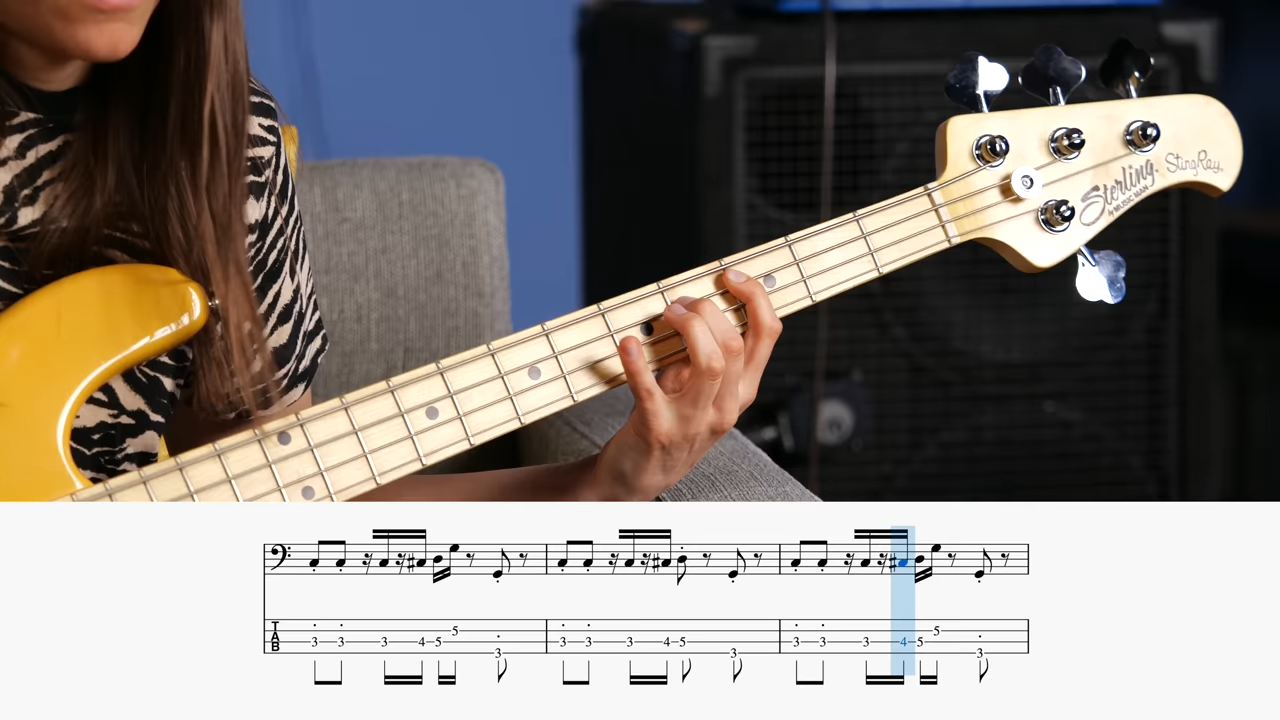 StingRay
Sterling
by MUSIC MAN
5 5
T
A
B
3 3 3 4 5 3 3 3 4 5 3 3 3 4 5
3 3 3